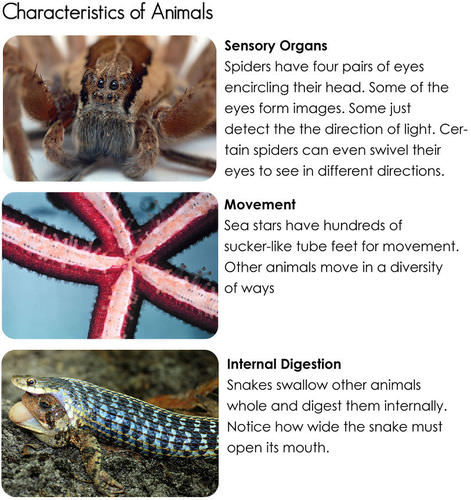 Characteristics of Animals
Sensory Organs
Spiders have four pairs of eyes
encircling their head. Some of the
eyes form images. Some just
detect the the direction of light. Cer-
tain spiders can even swivel their
eyes to see in different directions.
Movement
Sea stars have hundreds of
sucker-like tube feet for movement.
Other animals move in a diversity
of ways
Internal Digestion
Snakes swallow other animals
whole and digest them internally.
Notice how wide the snake must
open its mouth.